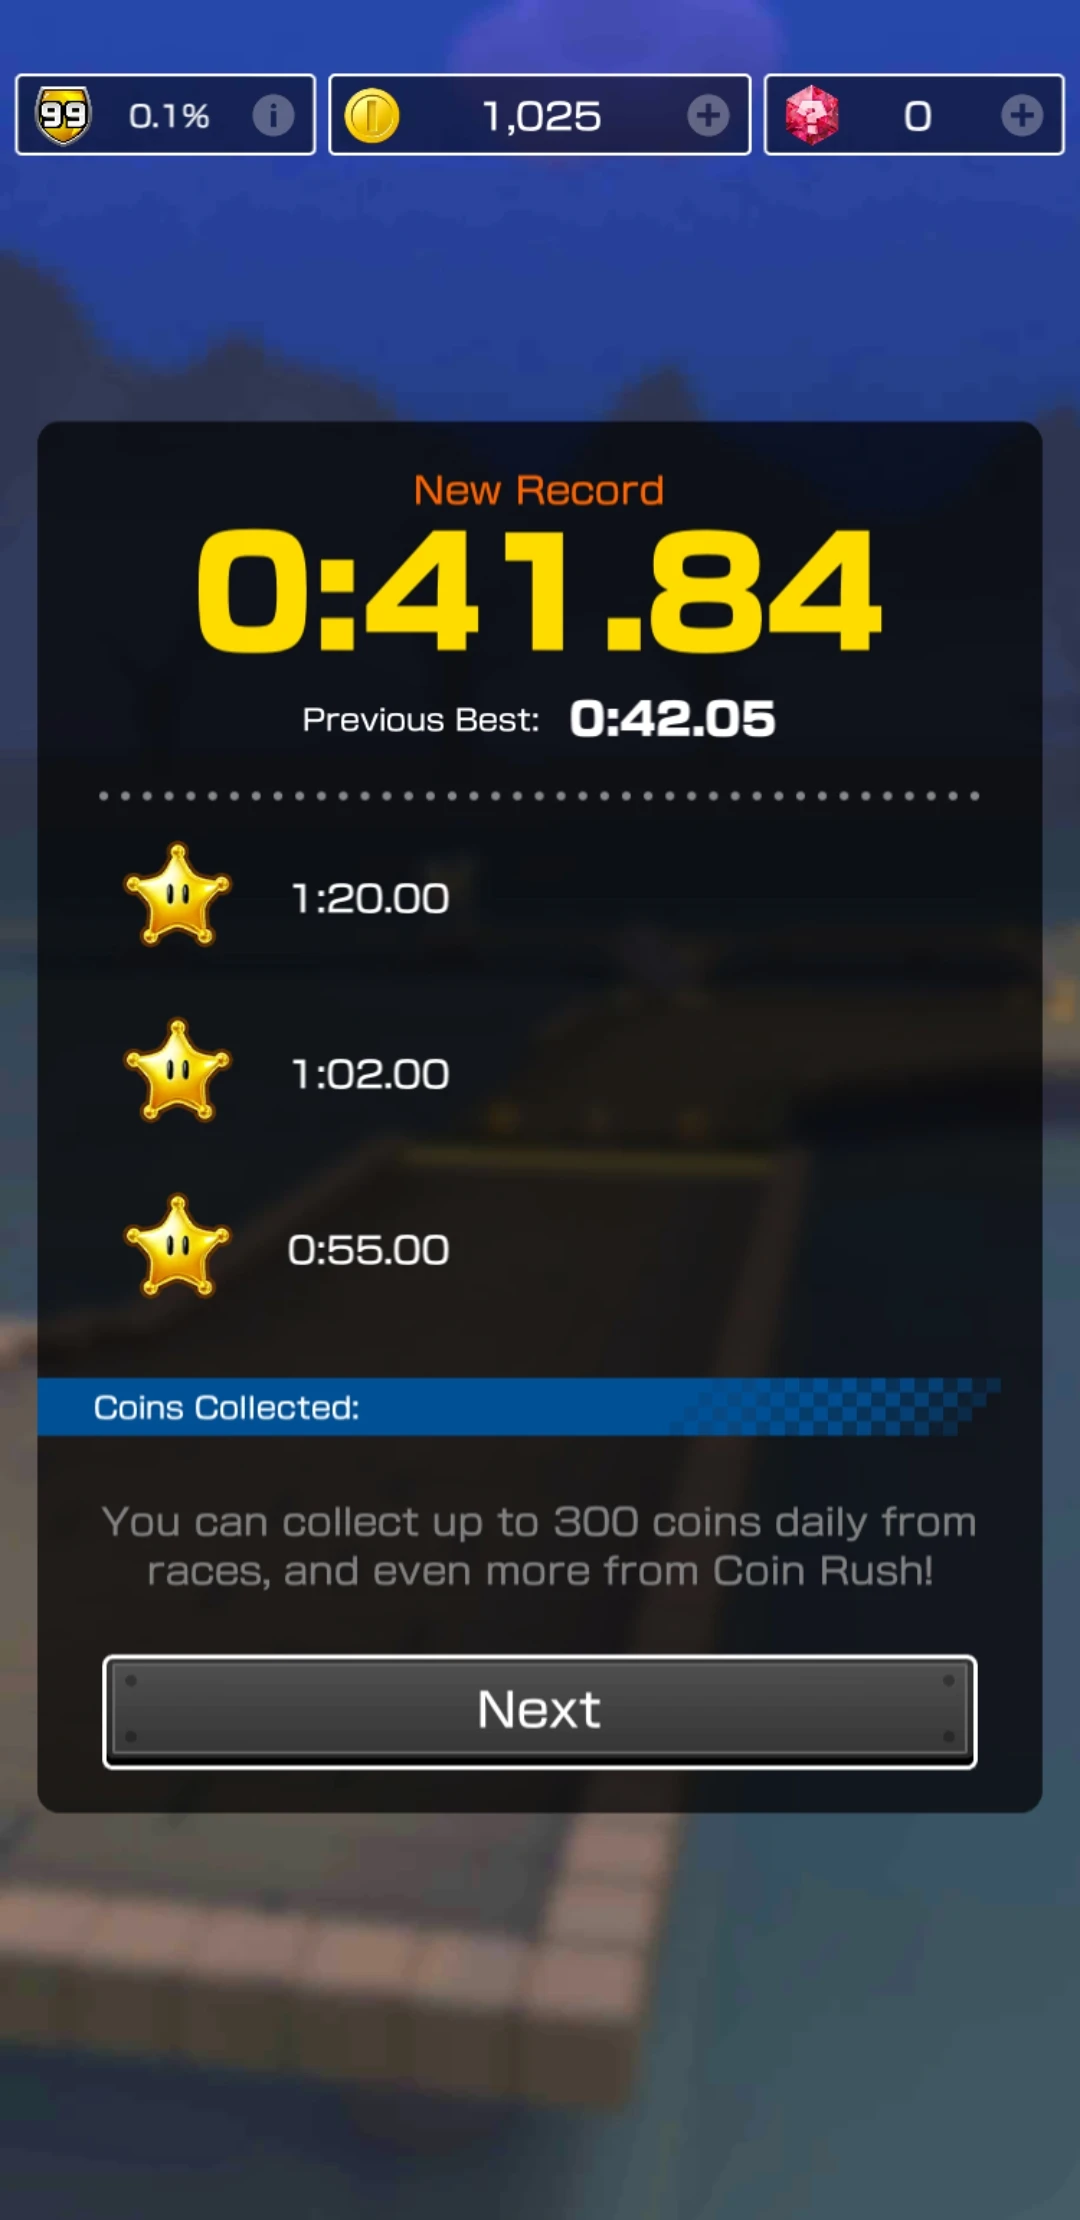 99 0.1% i 1,025 + ? 0 +
New Record
0:41.84
Previous Best: 0:42.05
1:20.00
1:02.00
0:55.00
Coins Collected:
You can collect up to 300 coins daily from
races, and even more from Coin Rush!
Next